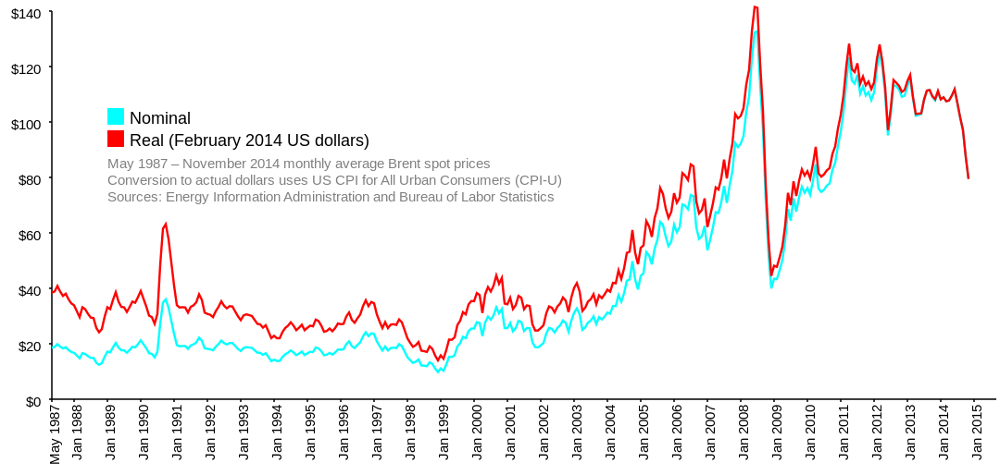 $140
$120
$100
$80
$60
$40
$20
$0
Nominal
Real (February 2014 US dollars)
May 1987 – November 2014 monthly average Brent spot prices
Conversion to actual dollars uses US CPI for All Urban Consumers (CPI-U)
Sources: Energy Information Administration and Bureau of Labor Statistics
May 1987
Jan 1988
Jan 1989
Jan 1990
Jan 1991
Jan 1992
Jan 1993
Jan 1994
Jan 1995
Jan 1996
Jan 1997
Jan 1998
Jan 1999
Jan 2000
Jan 2001
Jan 2002
Jan 2003
Jan 2004
Jan 2005
Jan 2006
Jan 2007
Jan 2008
Jan 2009
Jan 2010
Jan 2011
Jan 2012
Jan 2013
Jan 2014
Jan 2015